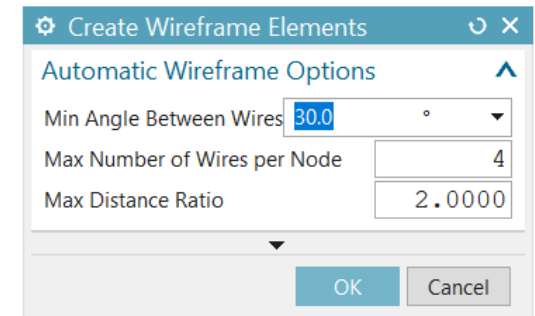 Create Wireframe Elements
Automatic Wireframe Options
Min Angle Between Wires 30.0 °
Max Number of Wires per Node 4
Max Distance Ratio 2.0000
OK Cancel